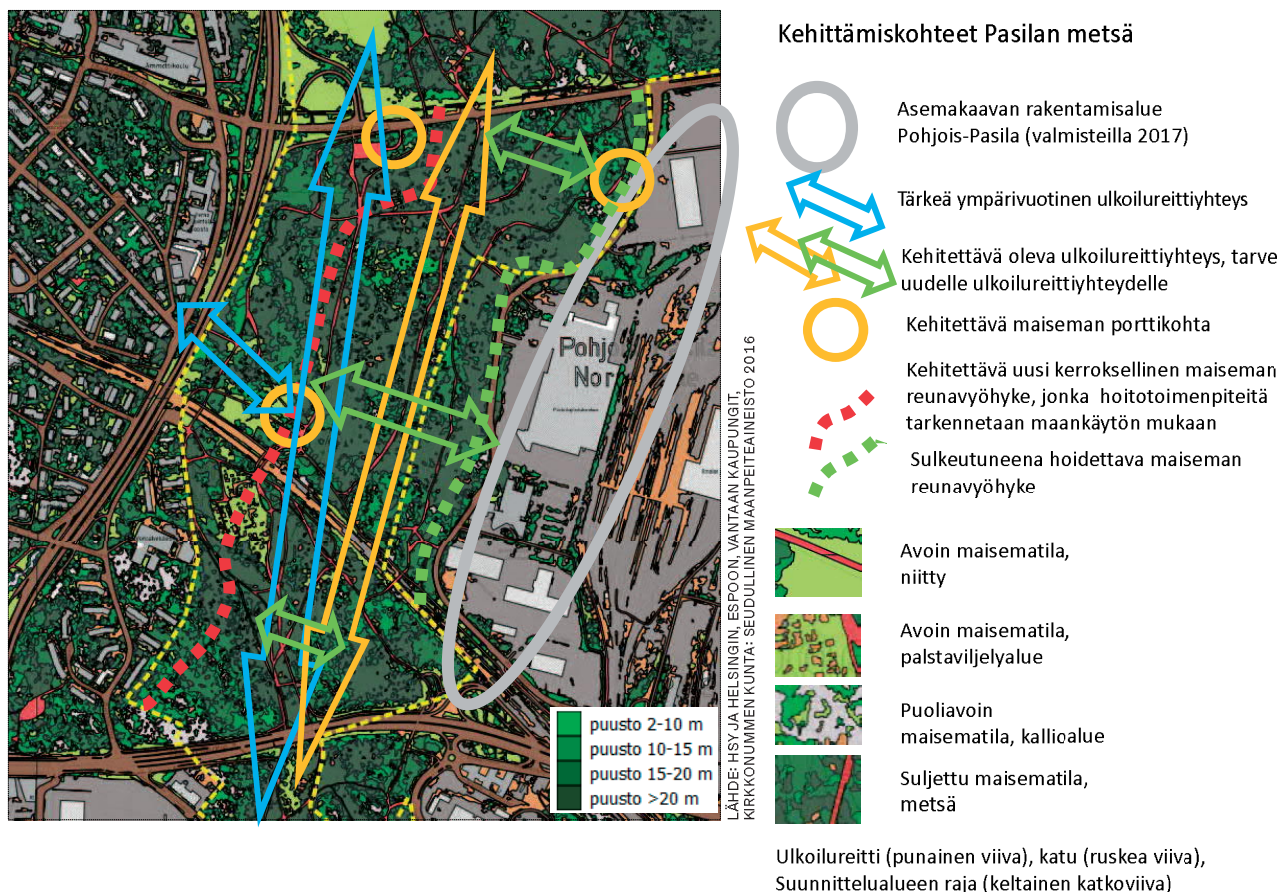 Kehittämiskohteet Pasilan metsä
Asemakaavan rakentamisalue
Pohjois-Pasila (valmisteilla 2017)
Tärkeä ympärivuotinen ulkoilureittiyhteys
Kehitettävä oleva ulkoilureittiyhteys, tarve
uudelle ulkoilureittiyhteydelle
Kehitettävä maiseman porttikohta
Kehitettävä uusi kerroksellinen maiseman
reunavyöhyke, jonka hoitotoimenpiteitä
tarkennetaan maankäytön mukaan
Sulkeutuneena hoidettava maiseman
reunavyöhyke
Avoin maisematila,
niitty
Avoin maisematila,
palstaviljelyalue
Puoliavoin
maisematila, kallioalue
Suljettu maisematila,
metsä
Ulkoilureitti (punainen viiva), katu (ruskea viiva),
Suunnittelualueen raja (keltainen katkoviiva)
LÄHDE: HSY JA HELSINGIN, ESPOON, VANTAAN KAUPUNGIT,
KIRKKONUMMEN KUNTA: SEUDULLINEN MAANPEITEAINEISTO 2016
puusto 2-10 m
puusto 10-15 m
puusto 15-20 m
puusto >20 m